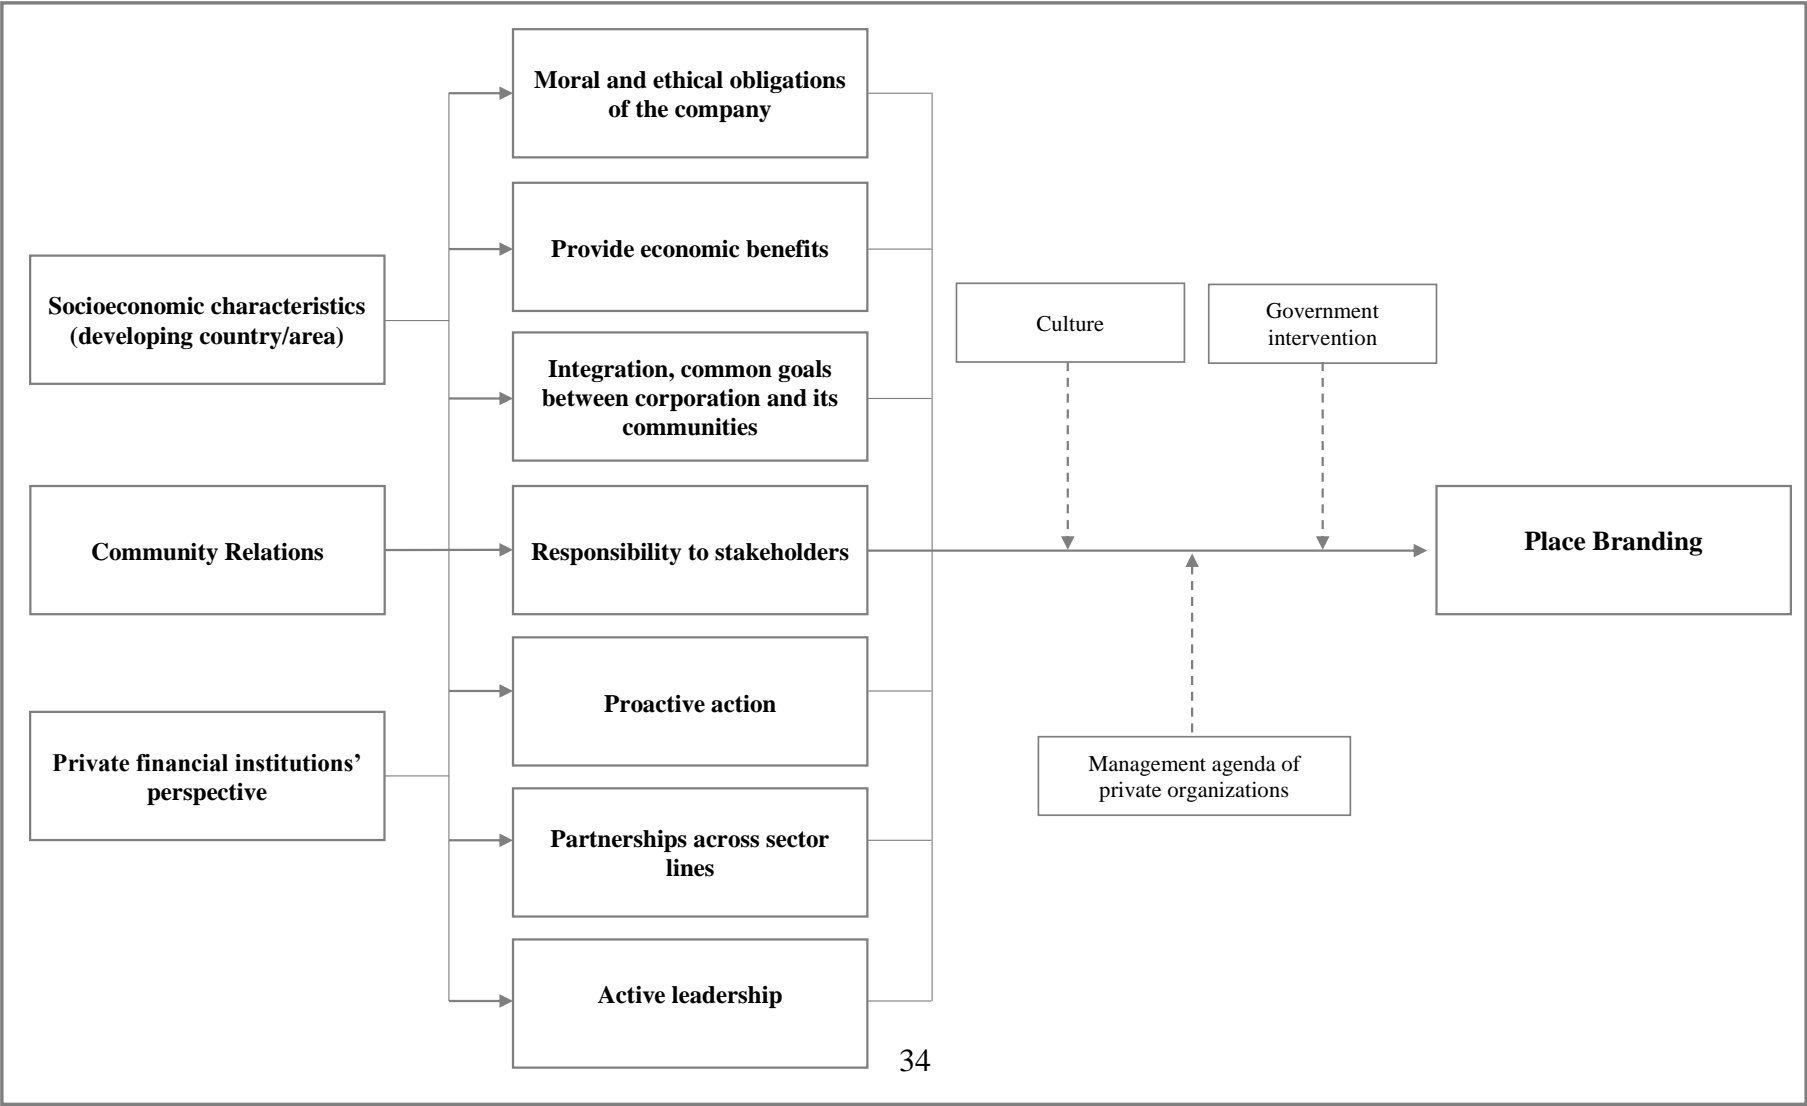 Moral and ethical obligations
of the company
Provide economic benefits
Socioeconomic characteristics
(developing country/area)
Integration, common goals
between corporation and its
communities
Culture
Government
intervention
Community Relations
Responsibility to stakeholders
Place Branding
Private financial institutions’
perspective
Proactive action
Management agenda of
private organizations
Partnerships across sector
lines
Active leadership
34